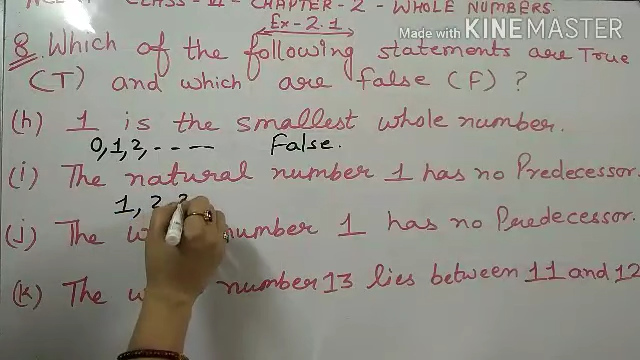 CLASS - VI - CHAPTER - 2 - WHOLE NUMBERS.
Ex - 2.1
Made with KINEMASTER
8. Which of the following statements are True
(T) and which are false (F) ?
(h) 1 is the smallest whole number.
0, 1, 2, - - - - - False.
(i) The natural number 1 has no Predecessor.
1, 2
(j) The number 1 has no Predecessor.
(k) The number 13 lies between 11 and 12